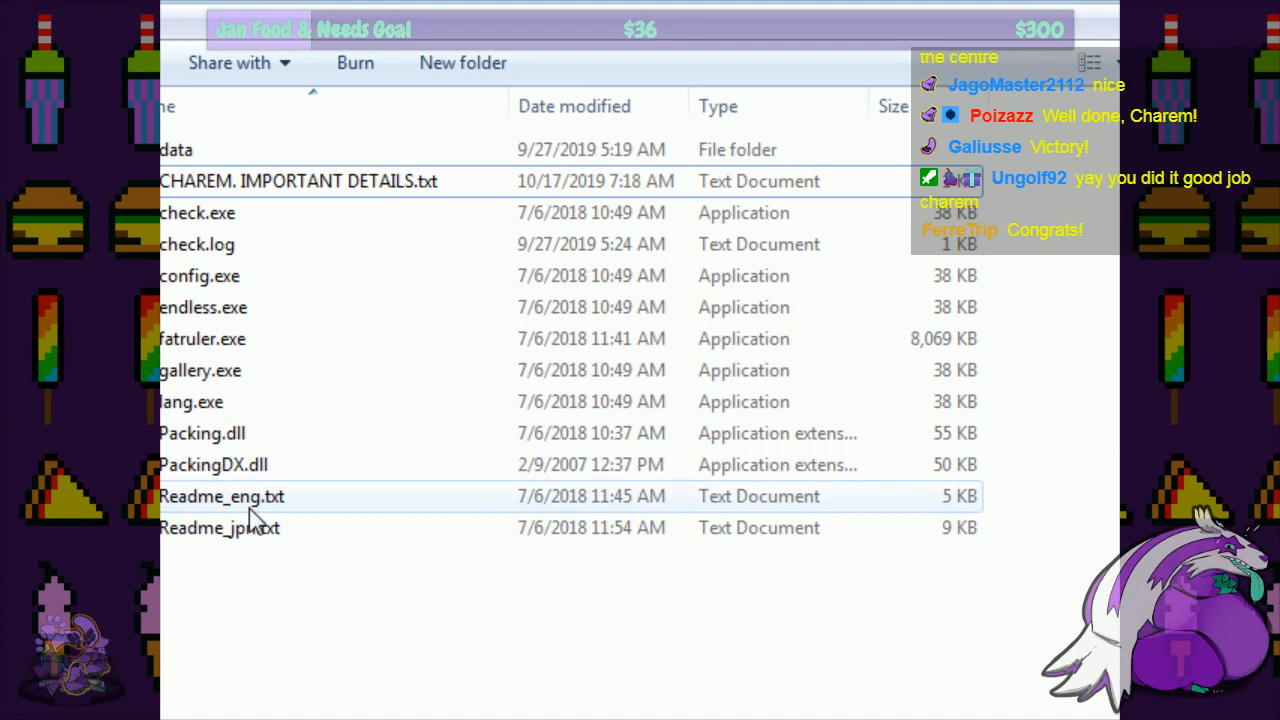 Jan Food & Needs Goal $36 $300
Share with Burn New folder
the centre
JagoMaster2112 nice
Poizazz Well done, Charem!
Galiusse Victory!
Ungolf92 yay you did it good job
charem
FerreTrip Congrats!
me Date modified Type Size
data 9/27/2019 5:19 AM File folder
CHAREM. IMPORTANT DETAILS.txt 10/17/2019 7:18 AM Text Document KB
check.exe 7/6/2018 10:49 AM Application 38 KB
check.log 9/27/2019 5:24 AM Text Document 1 KB
config.exe 7/6/2018 10:49 AM Application 38 KB
endless.exe 7/6/2018 10:49 AM Application 38 KB
fatruler.exe 7/6/2018 11:41 AM Application 8,069 KB
gallery.exe 7/6/2018 10:49 AM Application 38 KB
lang.exe 7/6/2018 10:49 AM Application 38 KB
Packing.dll 7/6/2018 10:37 AM Application extens... 55 KB
PackingDX.dll 2/9/2007 12:37 PM Application extens... 50 KB
Readme_eng.txt 7/6/2018 11:45 AM Text Document 5 KB
Readme_jpn.txt 7/6/2018 11:54 AM Text Document 9 KB